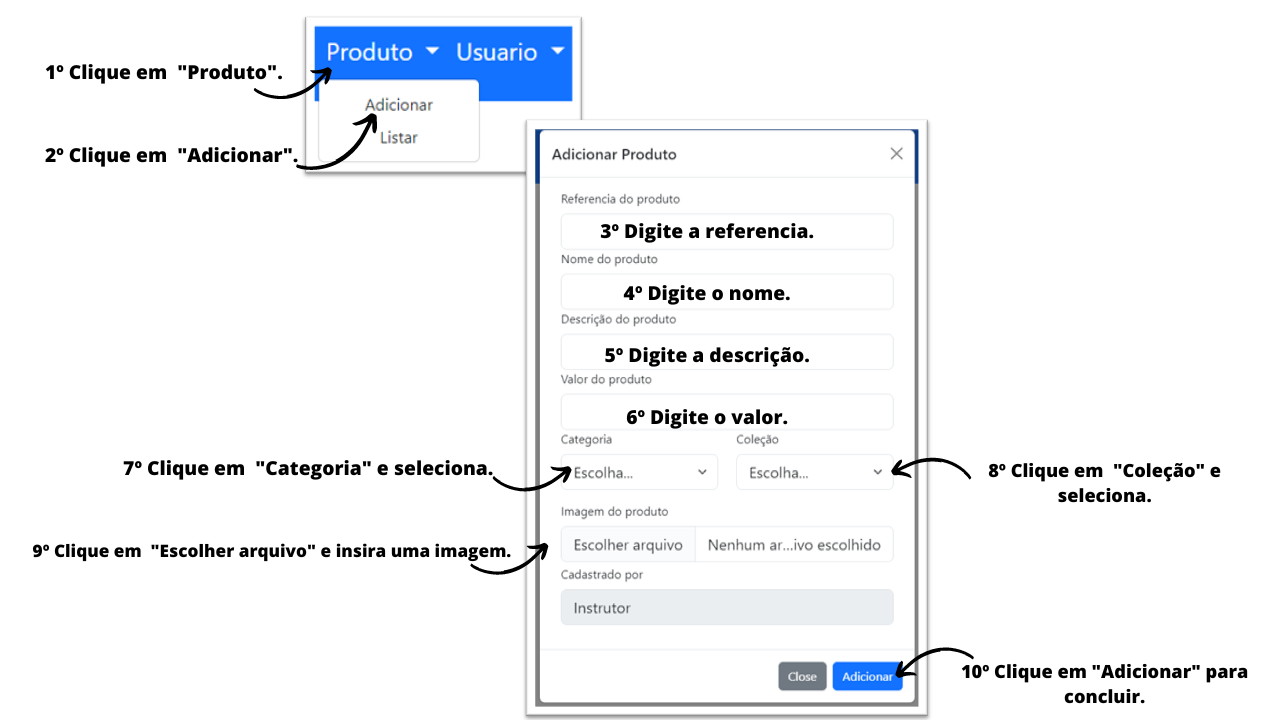 Produto Usuario
1º Clique em "Produto".
Adicionar
Listar
2º Clique em "Adicionar".
Adicionar Produto
Referencia do produto
3º Digite a referencia.
Nome do produto
4º Digite o nome.
Descrição do produto
5º Digite a descrição.
Valor do produto
6º Digite o valor.
Categoria
Coleção
7º Clique em "Categoria" e seleciona.
Escolha...
Escolha...
8º Clique em "Coleção" e
seleciona.
Imagem do produto
9º Clique em "Escolher arquivo" e insira uma imagem.
Escolher arquivo
Nenhum ar...ivo escolhido
Cadastrado por
Instrutor
Close
Adicionar
10º Clique em "Adicionar" para
concluir.